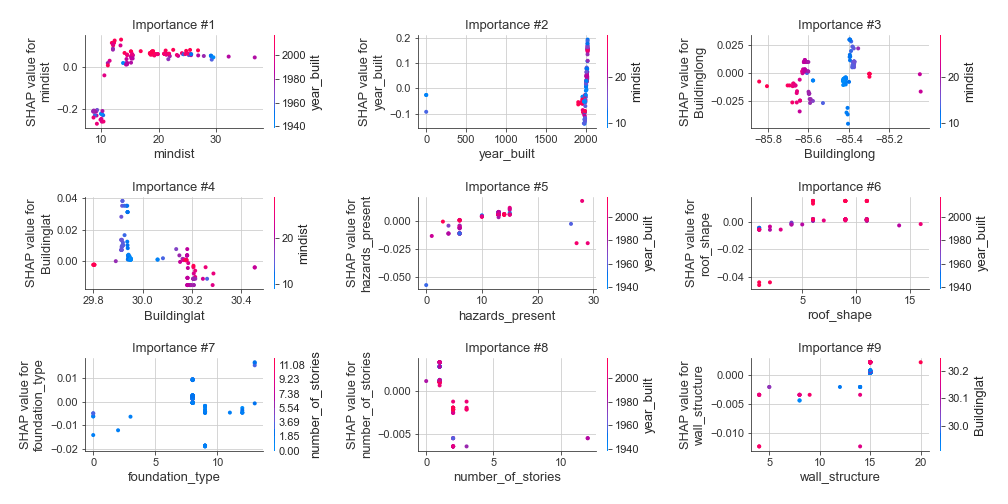 Importance #1
SHAP value for
mindist
0.0
−0.2
10
20
30
mindist
2000
1980
1960
1940
year_built
Importance #2
SHAP value for
year_built
0.2
0.1
0.0
−0.1
0
500
1000
1500
2000
year_built
20
10
mindist
Importance #3
SHAP value for
Buildinglong
0.025
0.000
−0.025
−85.8
−85.6
−85.4
−85.2
Buildinglong
20
10
mindist
Importance #4
SHAP value for
Buildinglat
0.04
0.02
0.00
29.8
30.0
30.2
30.4
Buildinglat
20
10
mindist
Importance #5
SHAP value for
hazards_present
0.000
−0.025
−0.050
0
10
20
30
hazards_present
2000
1980
1960
1940
year_built
Importance #6
SHAP value for
roof_shape
0.00
−0.02
−0.04
5
10
15
roof_shape
2000
1980
1960
1940
year_built
Importance #7
SHAP value for
foundation_type
0.01
0.00
−0.01
−0.02
0
5
10
foundation_type
11.08
9.23
7.38
5.54
3.69
1.85
0.00
number_of_stories
Importance #8
SHAP value for
number_of_stories
0.000
−0.005
0
5
10
number_of_stories
2000
1980
1960
1940
year_built
Importance #9
SHAP value for
wall_structure
0.000
−0.005
−0.010
5
10
15
20
wall_structure
30.2
30.1
30.0
Buildinglat